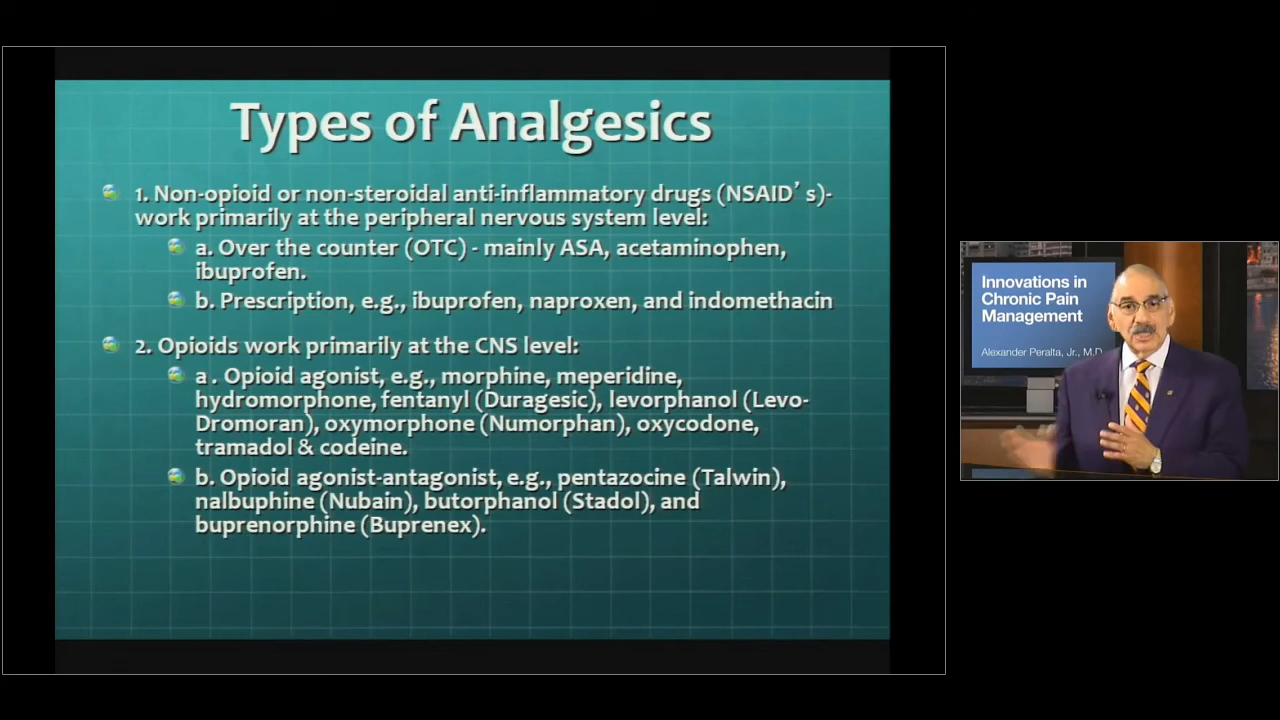 Types of Analgesics
1. Non-opioid or non-steroidal anti-inflammatory drugs (NSAID’ s)-
work primarily at the peripheral nervous system level:
a. Over the counter (OTC) - mainly ASA, acetaminophen,
ibuprofen.
b. Prescription, e.g., ibuprofen, naproxen, and indomethacin
2. Opioids work primarily at the CNS level:
a . Opioid agonist, e.g., morphine, meperidine,
hydromorphone, fentanyl (Duragesic), levorphanol (Levo-
Dromoran), oxymorphone (Numorphan), oxycodone,
tramadol & codeine.
b. Opioid agonist-antagonist, e.g., pentazocine (Talwin),
nalbuphine (Nubain), butorphanol (Stadol), and
buprenorphine (Buprenex).
Innovations in
Chronic Pain
Management
Alexander Peralta, Jr., M.D